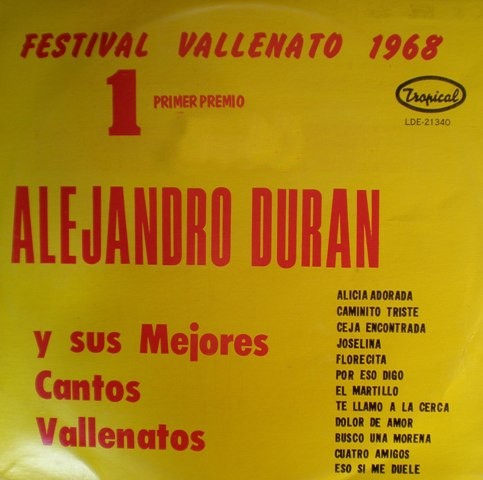 FESTIVAL VALLENATO 1968
1 PRIMER PREMIO
Tropical
LDE-21340
ALEJANDRO DURAN
y sus Mejores
Cantos
Vallenatos
ALICIA ADORADA
CAMINITO TRISTE
CEJA ENCONTRADA
JOSELINA
FLORECITA
POR ESO DIGO
EL MARTILLO
TE LLAMO A LA CERCA
DOLOR DE AMOR
BUSCO UNA MORENA
CUATRO AMIGOS
ESO SI ME DUELE